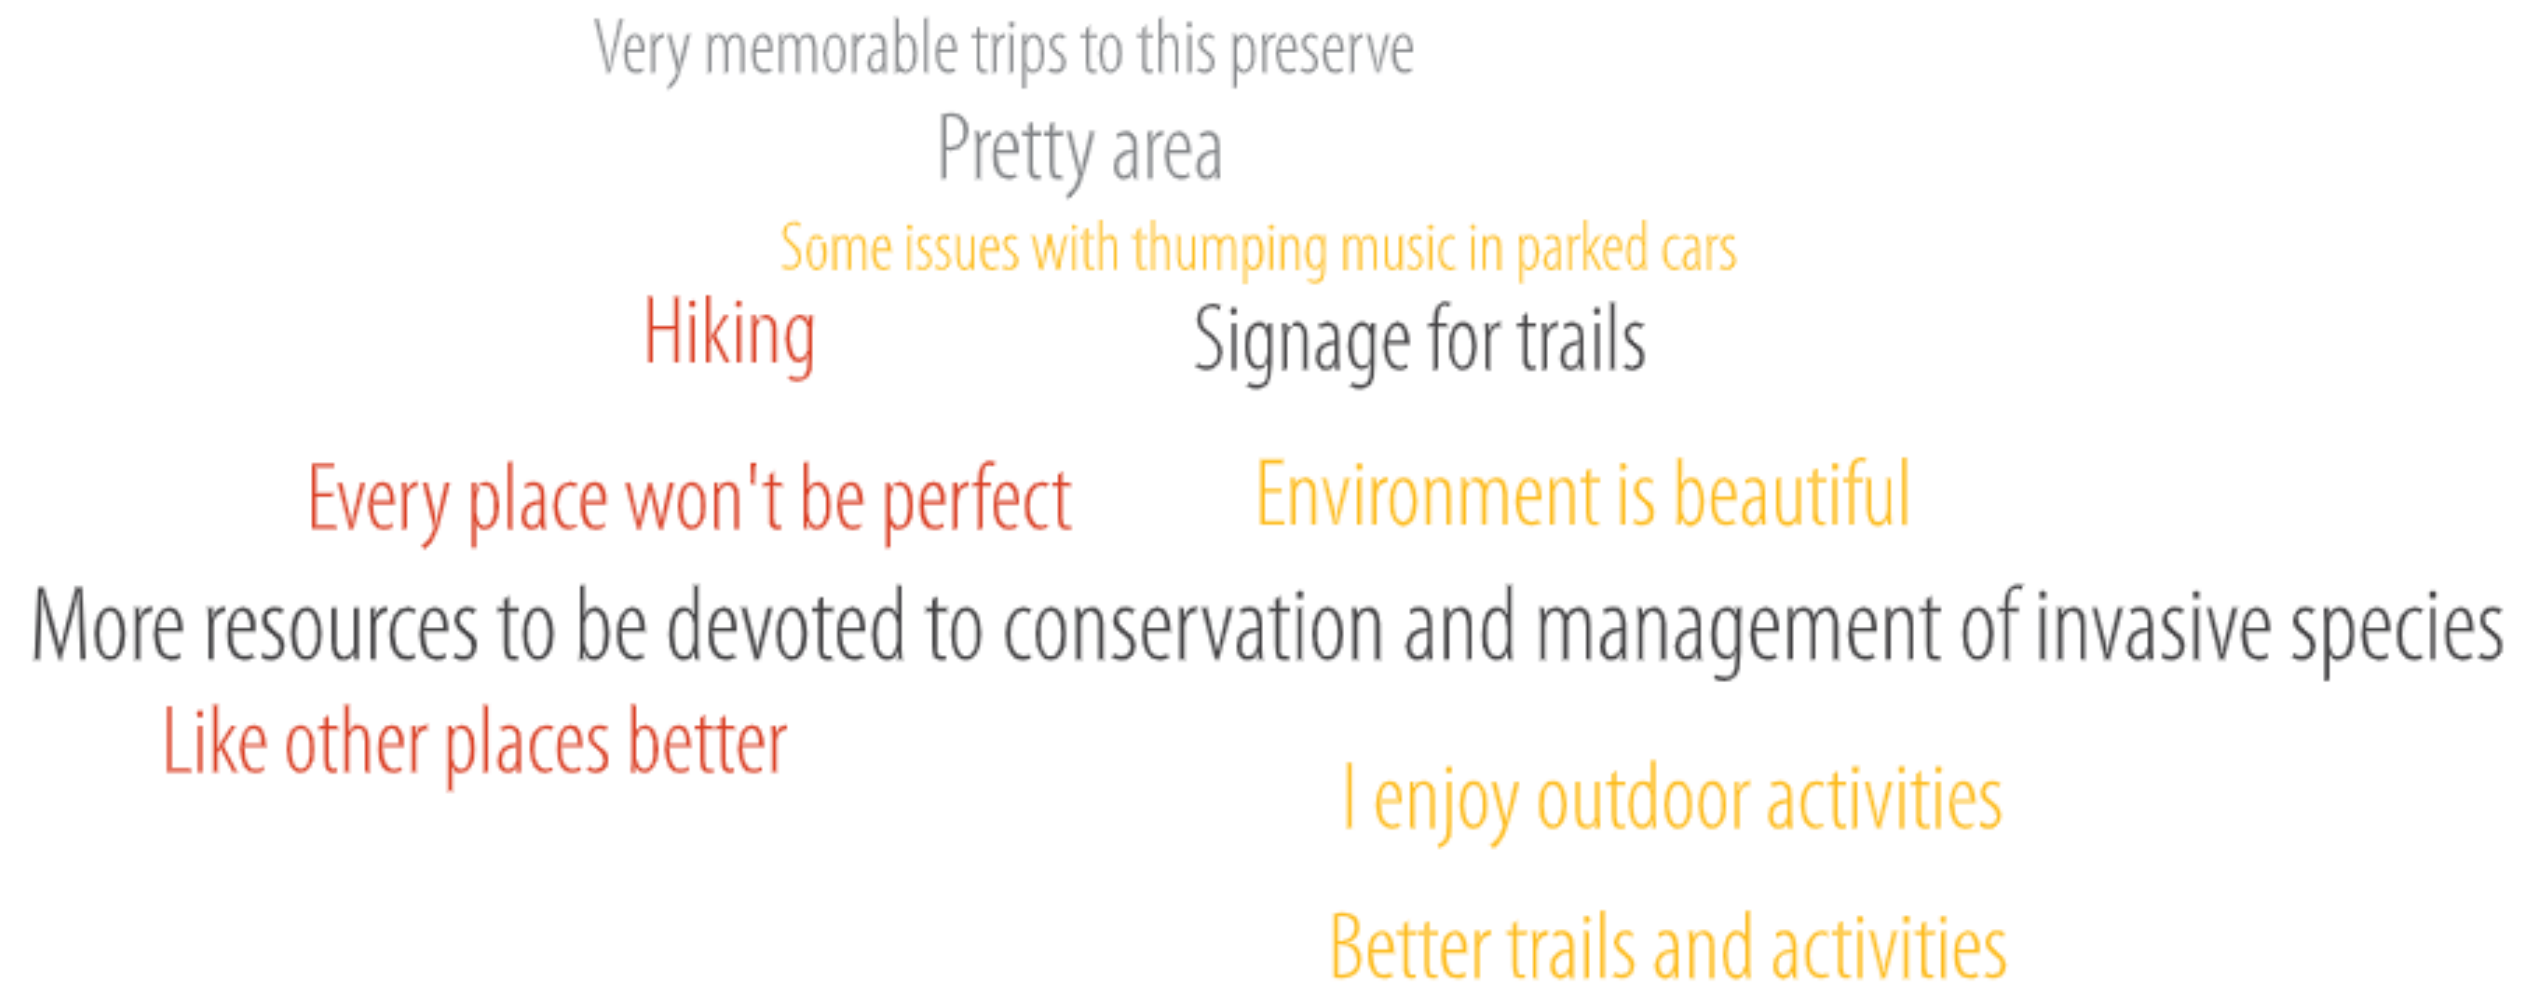 Very memorable trips to this preserve
Pretty area
Some issues with thumping music in parked cars
Hiking
Signage for trails
Every place won't be perfect
Environment is beautiful
More resources to be devoted to conservation and management of invasive species
Like other places better
I enjoy outdoor activities
Better trails and activities